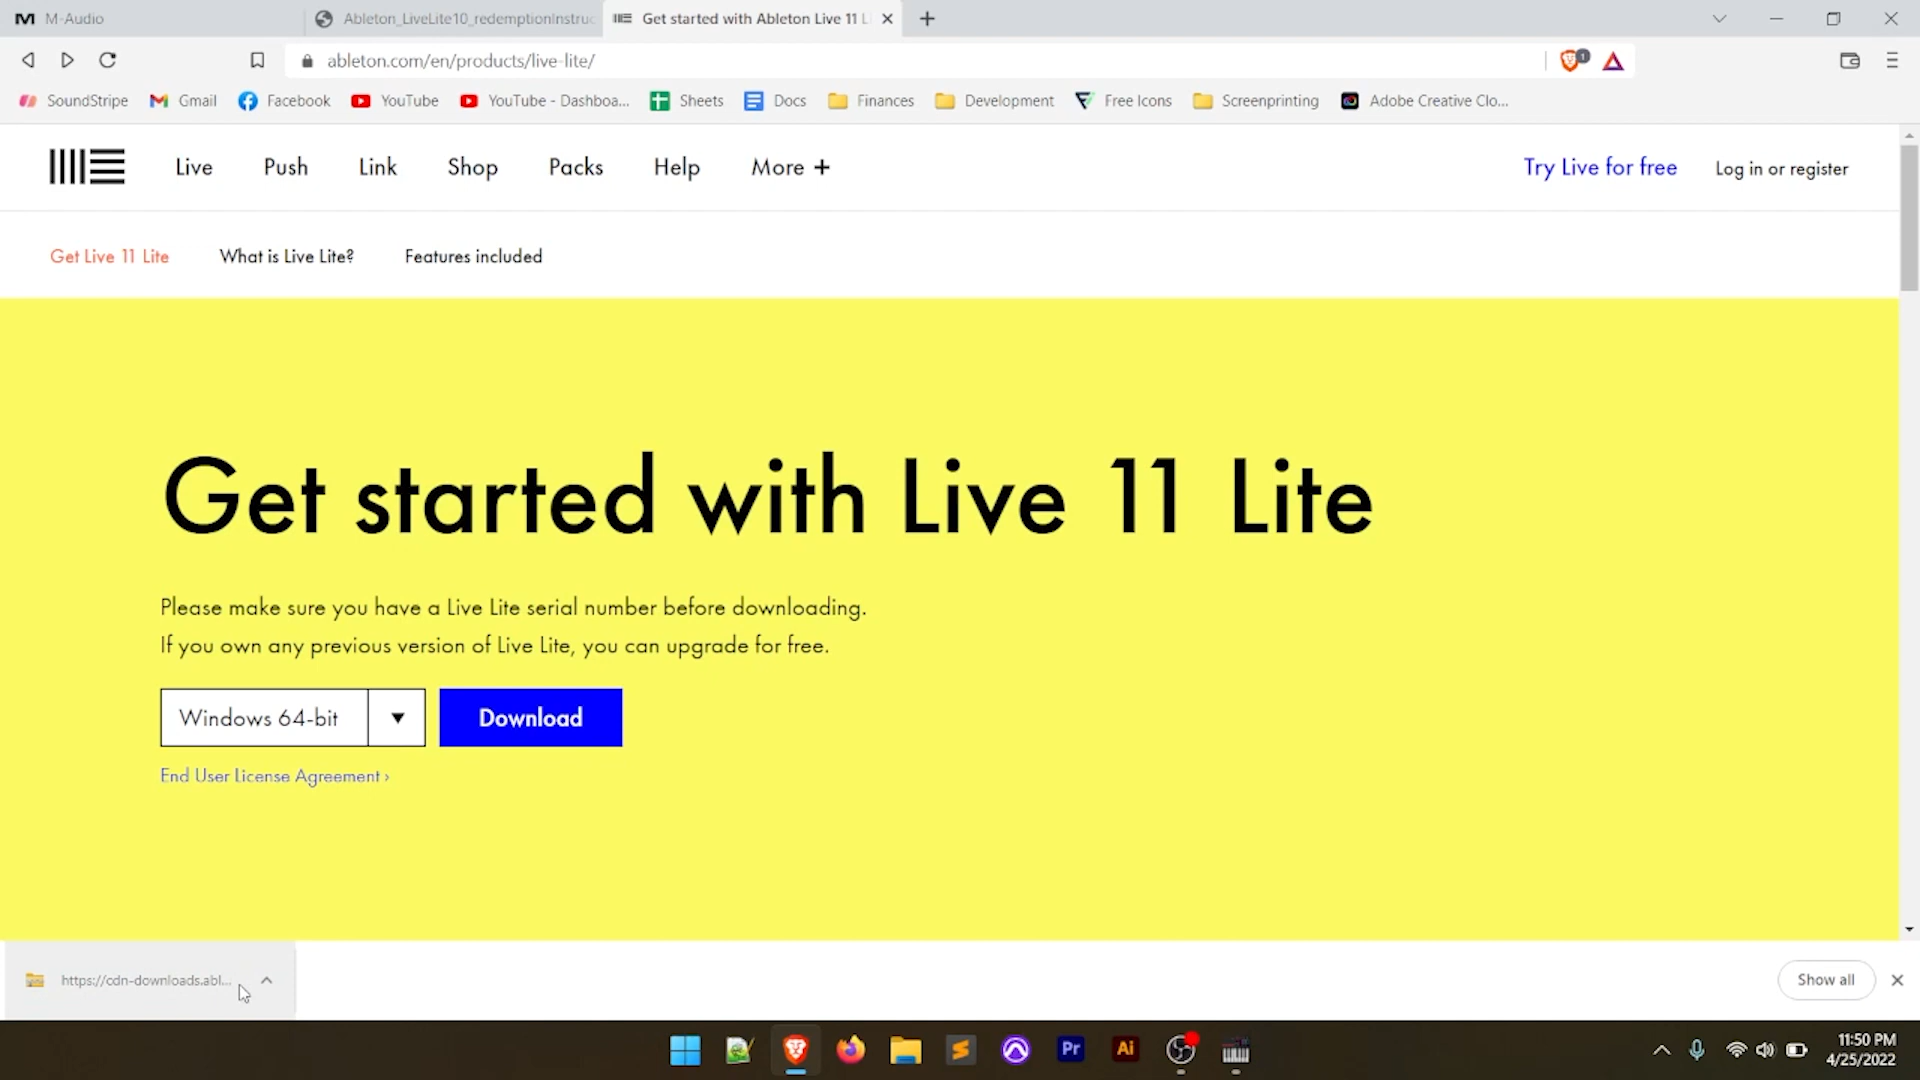 M-Audio
Ableton_LiveLite10_redemptionInstruc
Get started with Ableton Live 11 L
ableton.com/en/products/live-lite/
1
SoundStripe
Gmail
Facebook
YouTube
YouTube - Dashboa...
Sheets
Docs
Finances
Development
Free Icons
Screenprinting
Adobe Creative Clo...
Live
Push
Link
Shop
Packs
Help
More +
Try Live for free
Log in or register
Get Live 11 Lite
What is Live Lite?
Features included
Get started with Live 11 Lite
Please make sure you have a Live Lite serial number before downloading.
If you own any previous version of Live Lite, you can upgrade for free.
Windows 64-bit
Download
End User License Agreement ›
https://cdn-downloads.abl...
Show all
Pr
Ai
11:50 PM
4/25/2022